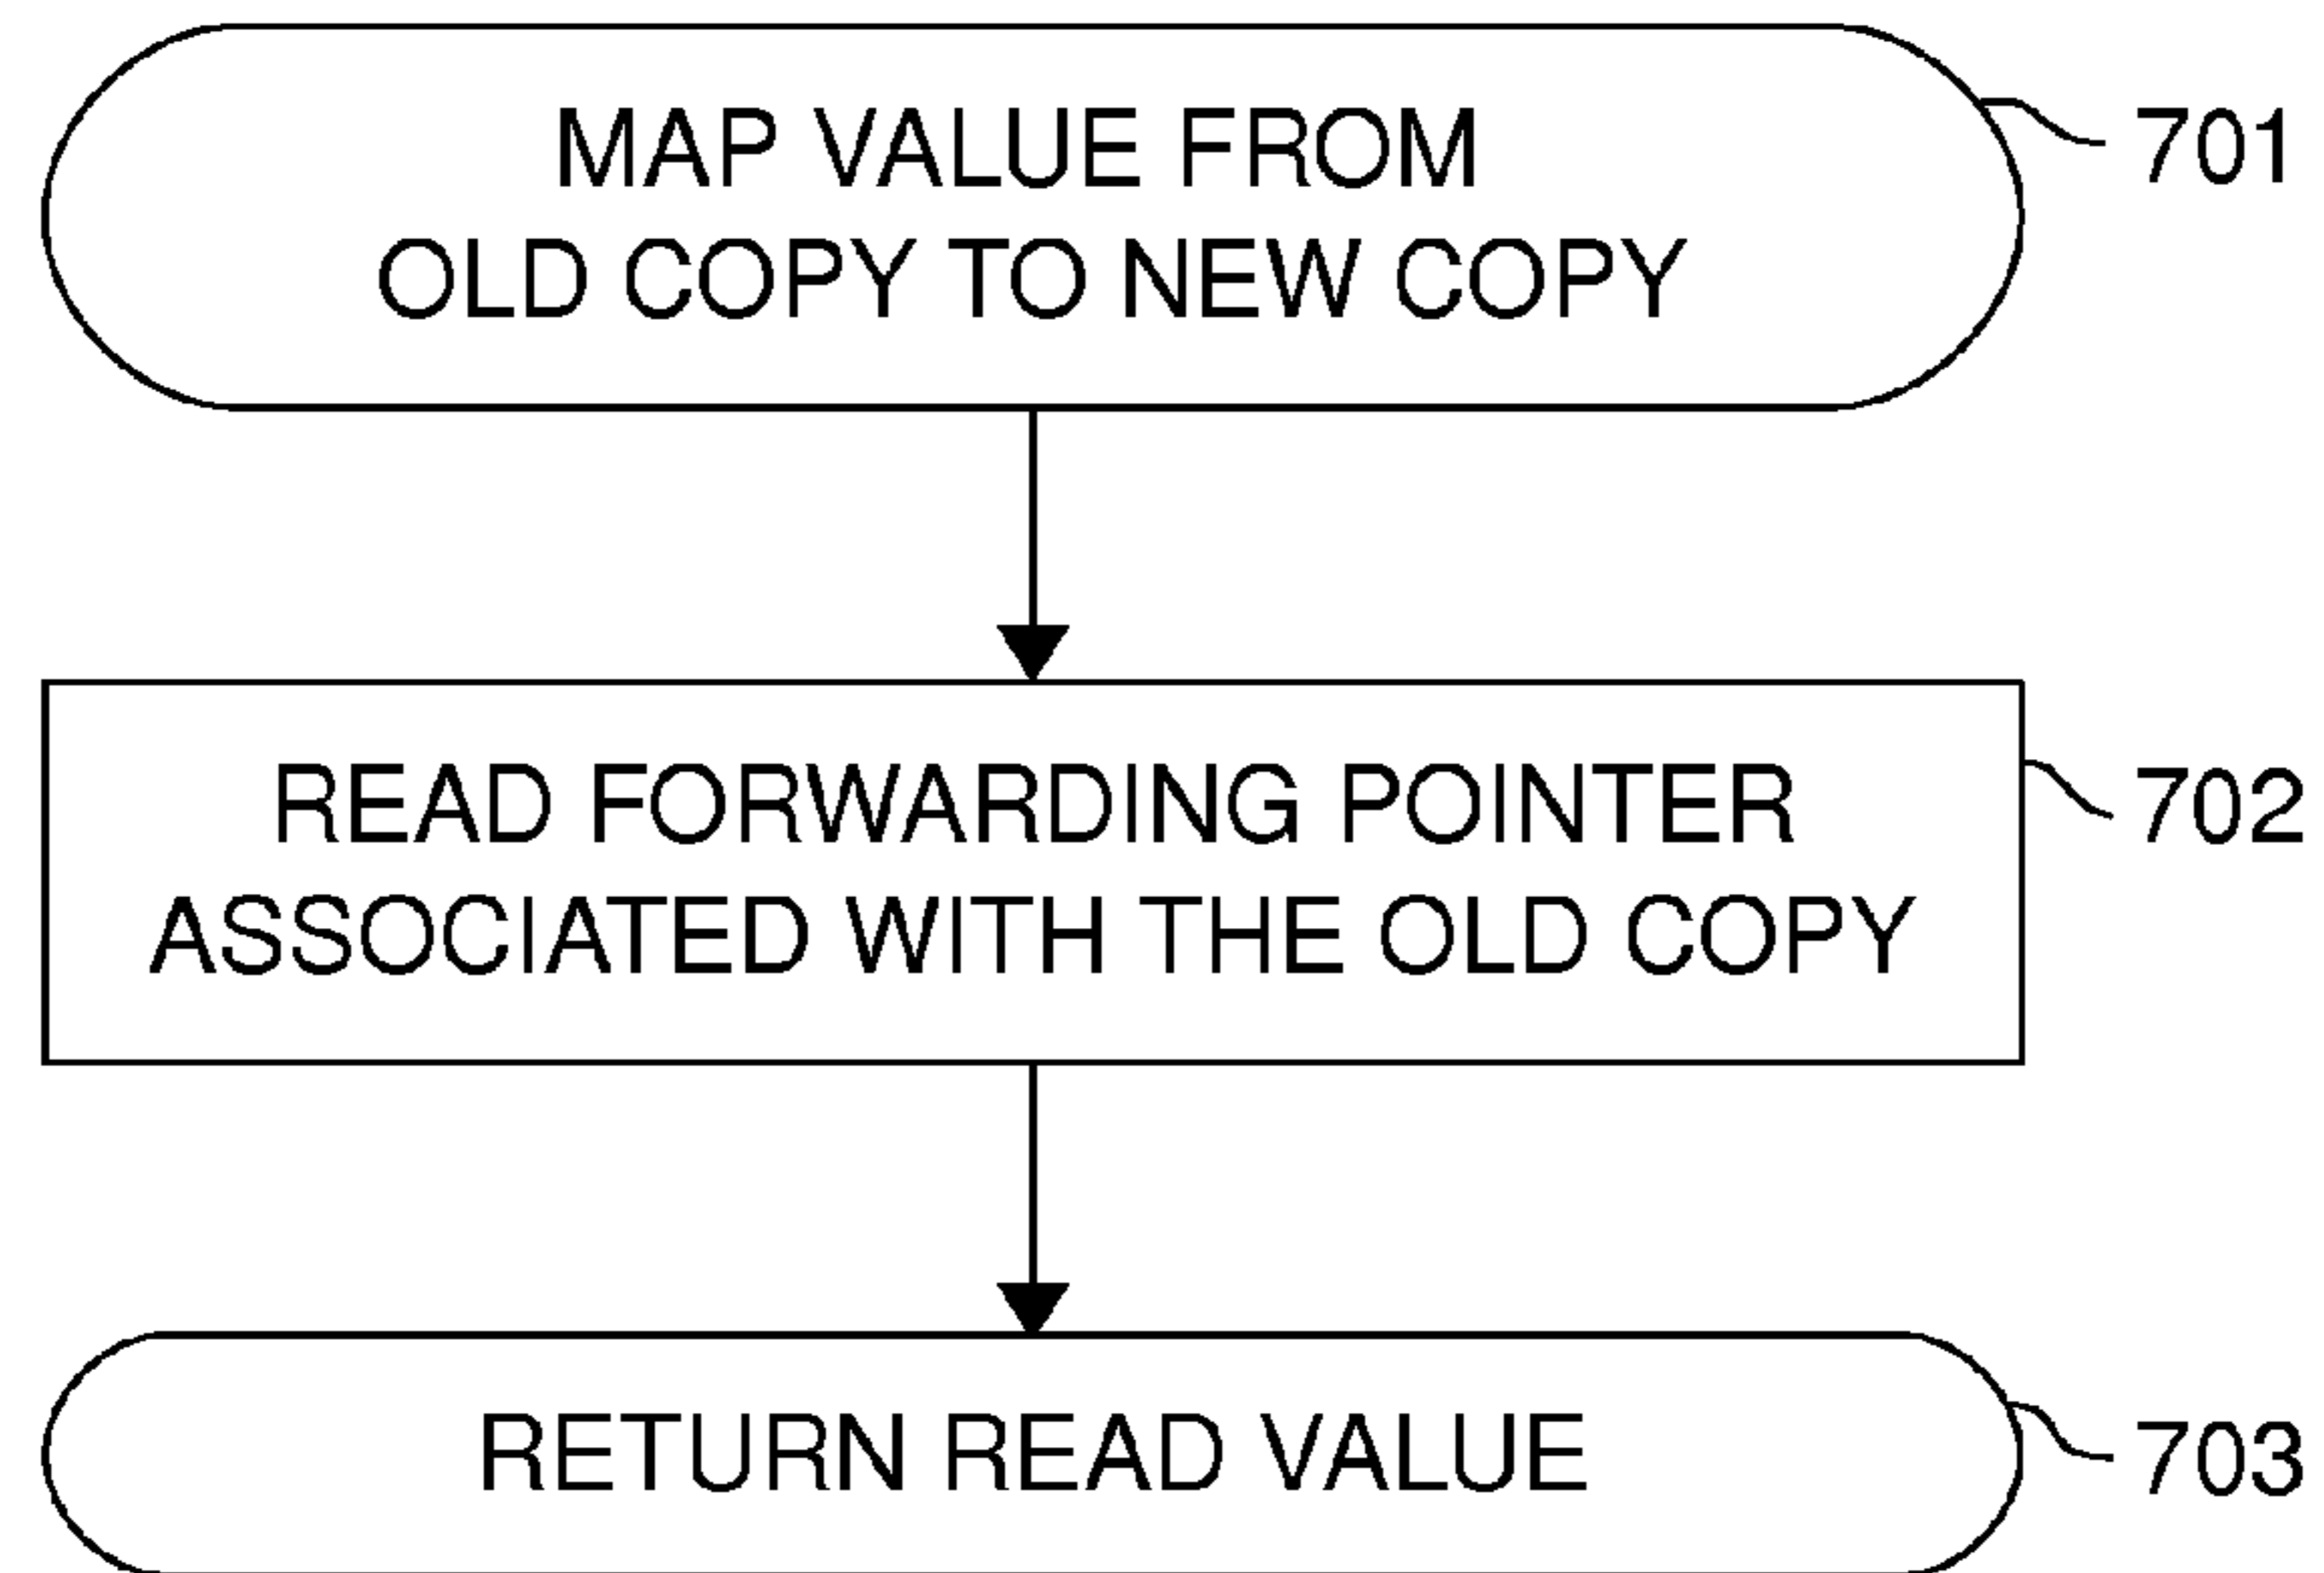 MAP VALUE FROM
OLD COPY TO NEW COPY
701
READ FORWARDING POINTER
ASSOCIATED WITH THE OLD COPY
702
RETURN READ VALUE
703